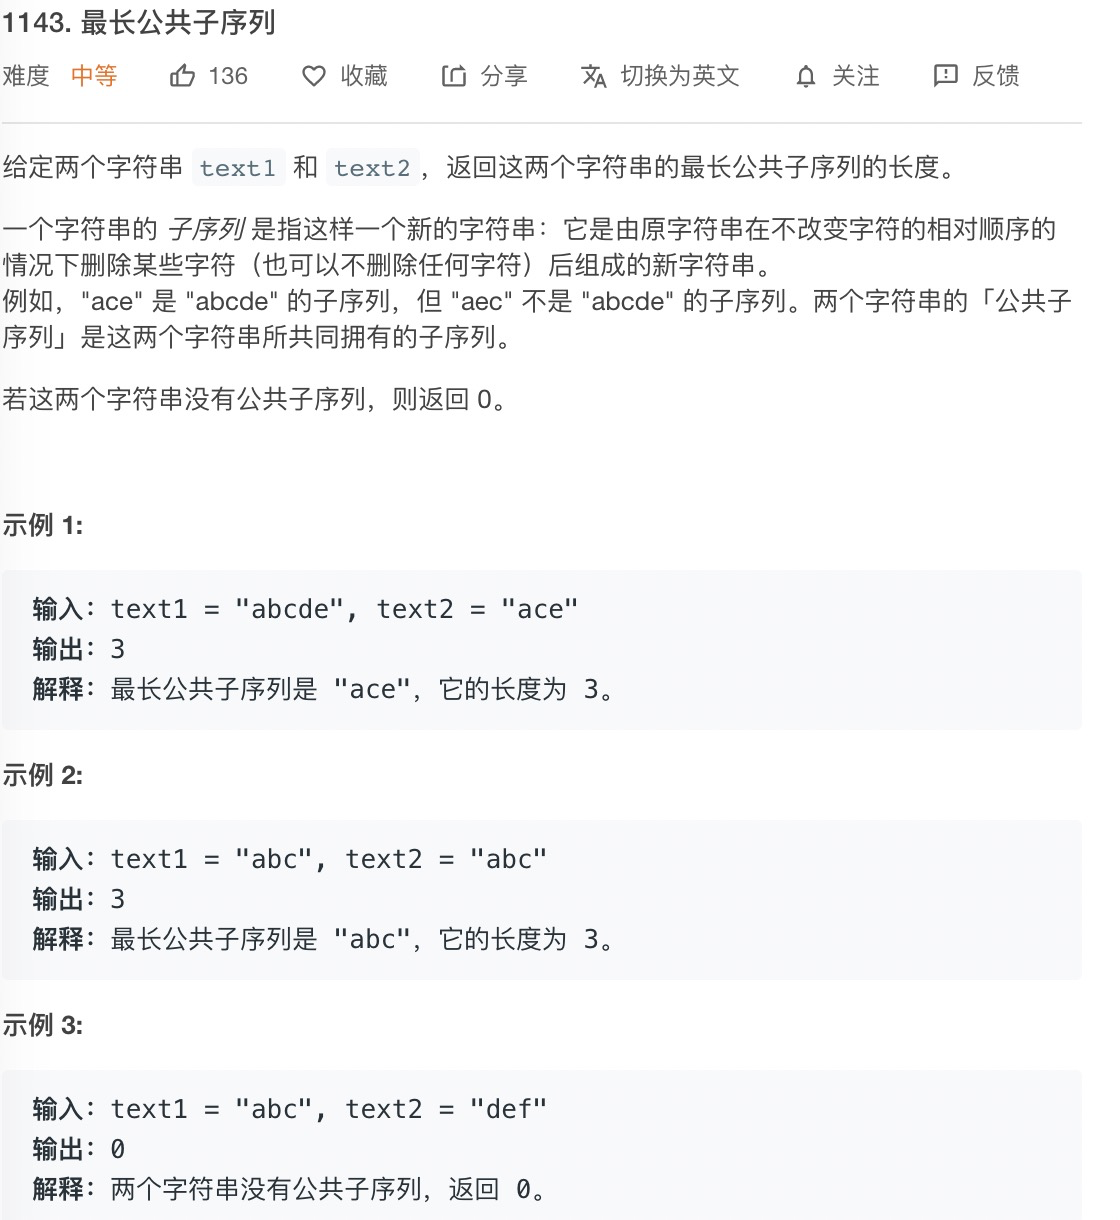 1143. 最长公共子序列
难度 中等 136 收藏 分享 切换为英文 关注 反馈
给定两个字符串 text1 和 text2，返回这两个字符串的最长公共子序列的长度。
一个字符串的 子序列 是指这样一个新的字符串：它是由原字符串在不改变字符的相对顺序的
情况下删除某些字符（也可以不删除任何字符）后组成的新字符串。
例如，"ace" 是 "abcde" 的子序列，但 "aec" 不是 "abcde" 的子序列。两个字符串的「公共子
序列」是这两个字符串所共同拥有的子序列。
若这两个字符串没有公共子序列，则返回 0。
示例 1:
输入：text1 = "abcde", text2 = "ace"
输出：3
解释：最长公共子序列是 "ace"，它的长度为 3。
示例 2:
输入：text1 = "abc", text2 = "abc"
输出：3
解释：最长公共子序列是 "abc"，它的长度为 3。
示例 3:
输入：text1 = "abc", text2 = "def"
输出：0
解释：两个字符串没有公共子序列，返回 0。